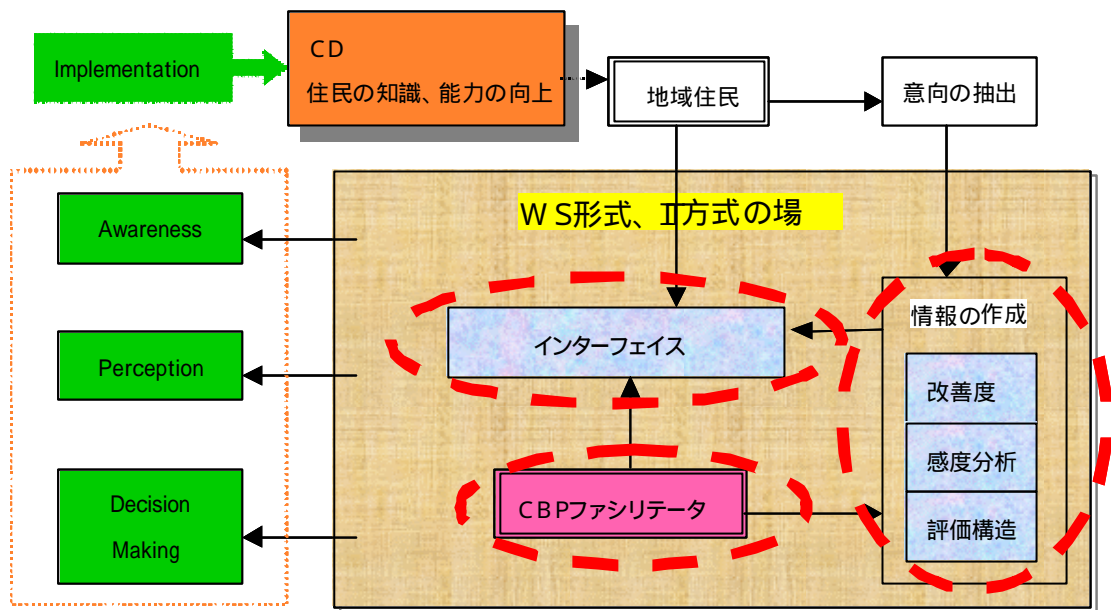 Implementation
CD
住民の知識、能力の向上
地域住民
意向の抽出
WS形式、Ⅱ方式の場
Awareness
Perception
Decision
Making
インターフェイス
CBPファシリテータ
情報の作成
改善度
感度分析
評価構造